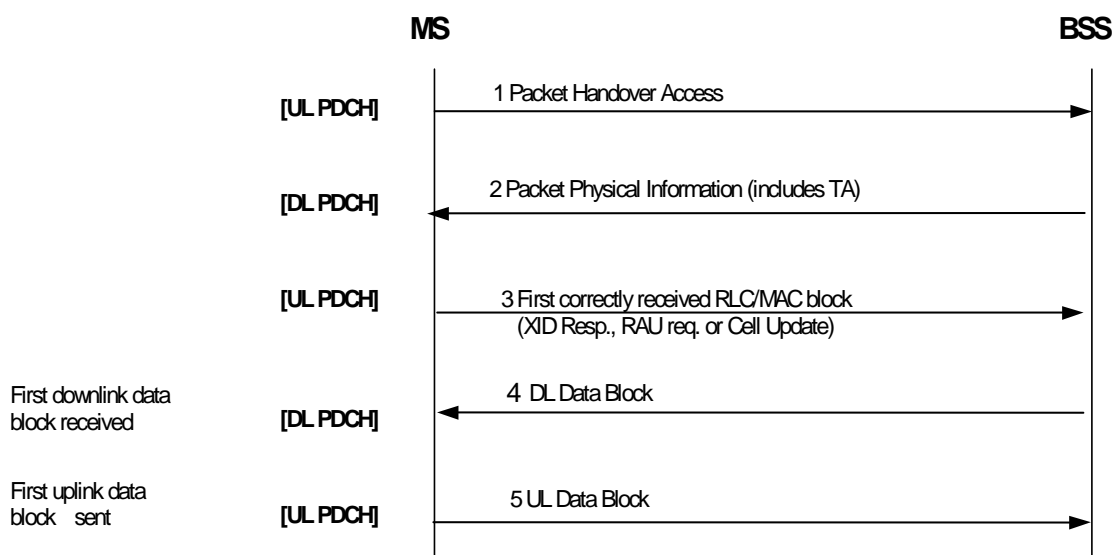 MS BSS
[UL PDCH] 1 Packet Handover Access
[DL PDCH] 2 Packet Physical Information (includes TA)
[UL PDCH] 3 First correctly received RLC/MAC block
(XID Resp., RAU req. or Cell Update)
First downlink data
block received
[DL PDCH] 4 DL Data Block
First uplink data
block sent
[UL PDCH] 5 UL Data Block